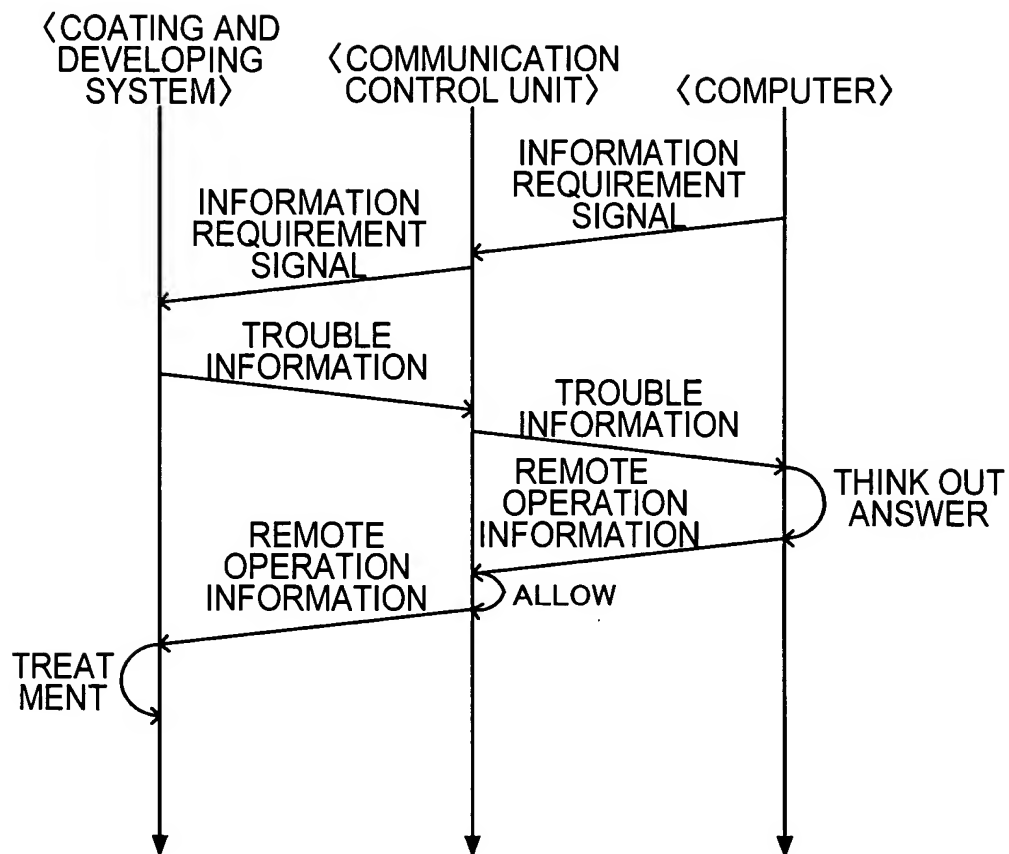 〈COATING AND
DEVELOPING
SYSTEM〉
〈COMMUNICATION
CONTROL UNIT〉
〈COMPUTER〉
INFORMATION
REQUIREMENT
SIGNAL
INFORMATION
REQUIREMENT
SIGNAL
TROUBLE
INFORMATION
TROUBLE
INFORMATION
THINK OUT
ANSWER
REMOTE
OPERATION
INFORMATION
ALLOW
REMOTE
OPERATION
INFORMATION
TREAT
MENT